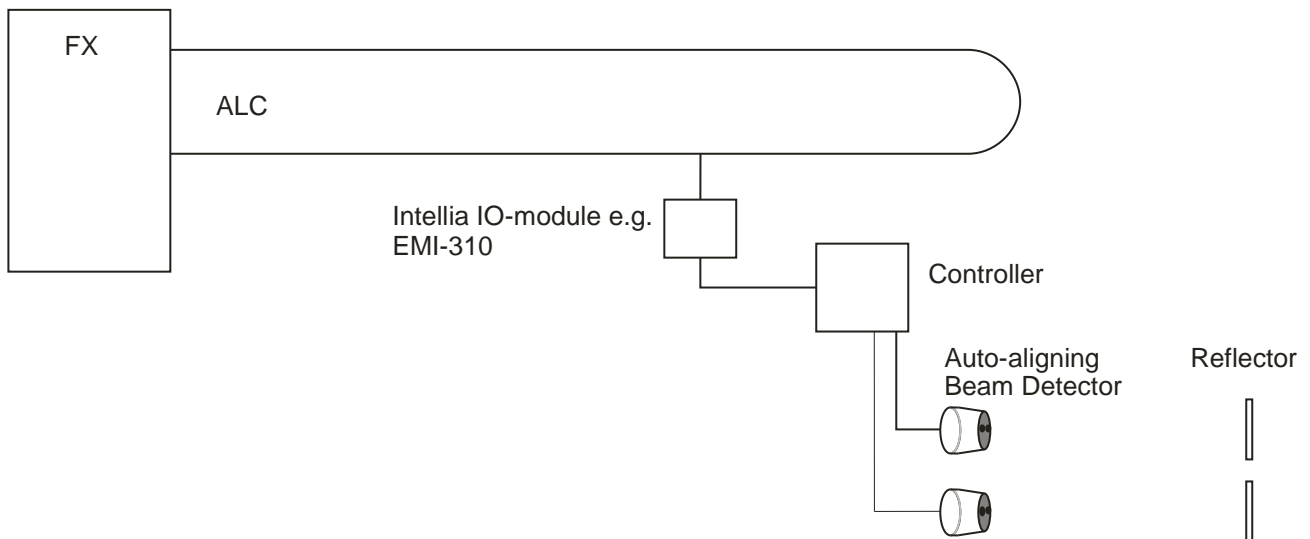 FX
ALC
Intellia IO-module e.g.
EMI-310
Controller
Auto-aligning
Beam Detector
Reflector